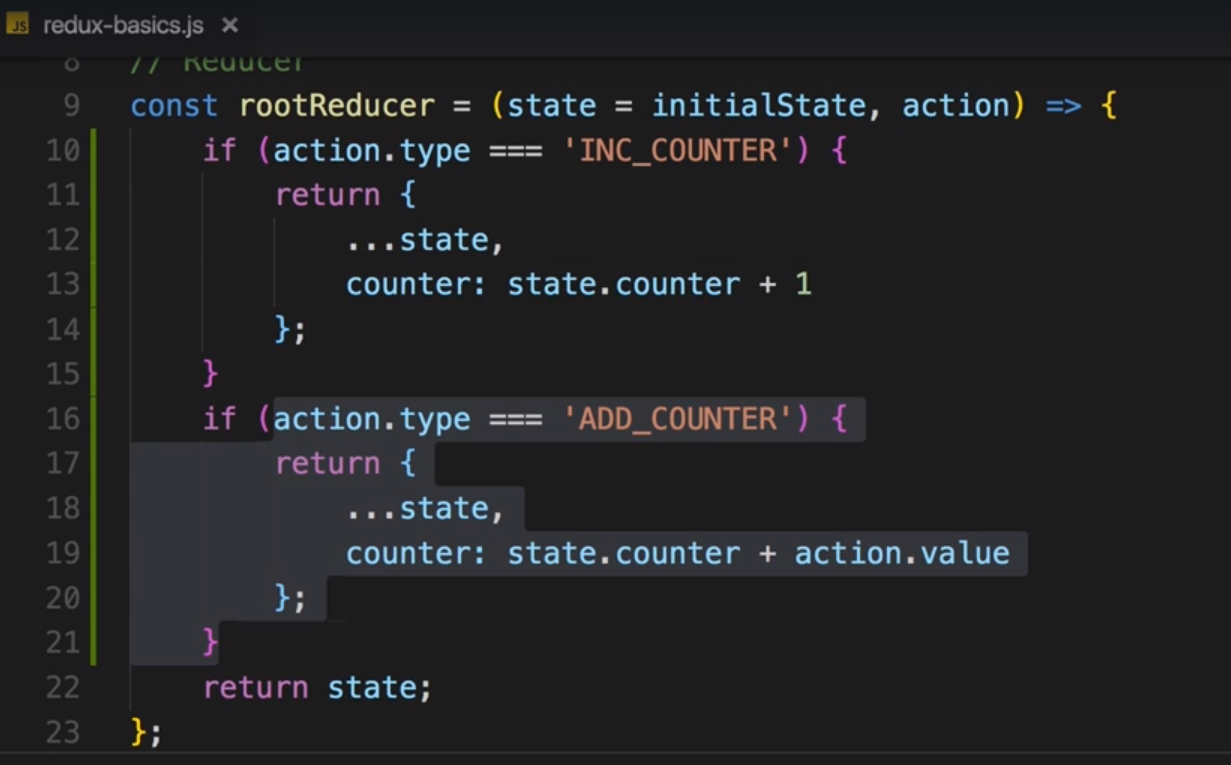 JS redux-basics.js ×
8 // Reducer
9 const rootReducer = (state = initialState, action) => {
10     if (action.type === 'INC_COUNTER') {
11         return {
12             ...state,
13             counter: state.counter + 1
14         };
15     }
16     if (action.type === 'ADD_COUNTER') {
17         return {
18             ...state,
19             counter: state.counter + action.value
20         };
21     }
22     return state;
23 };